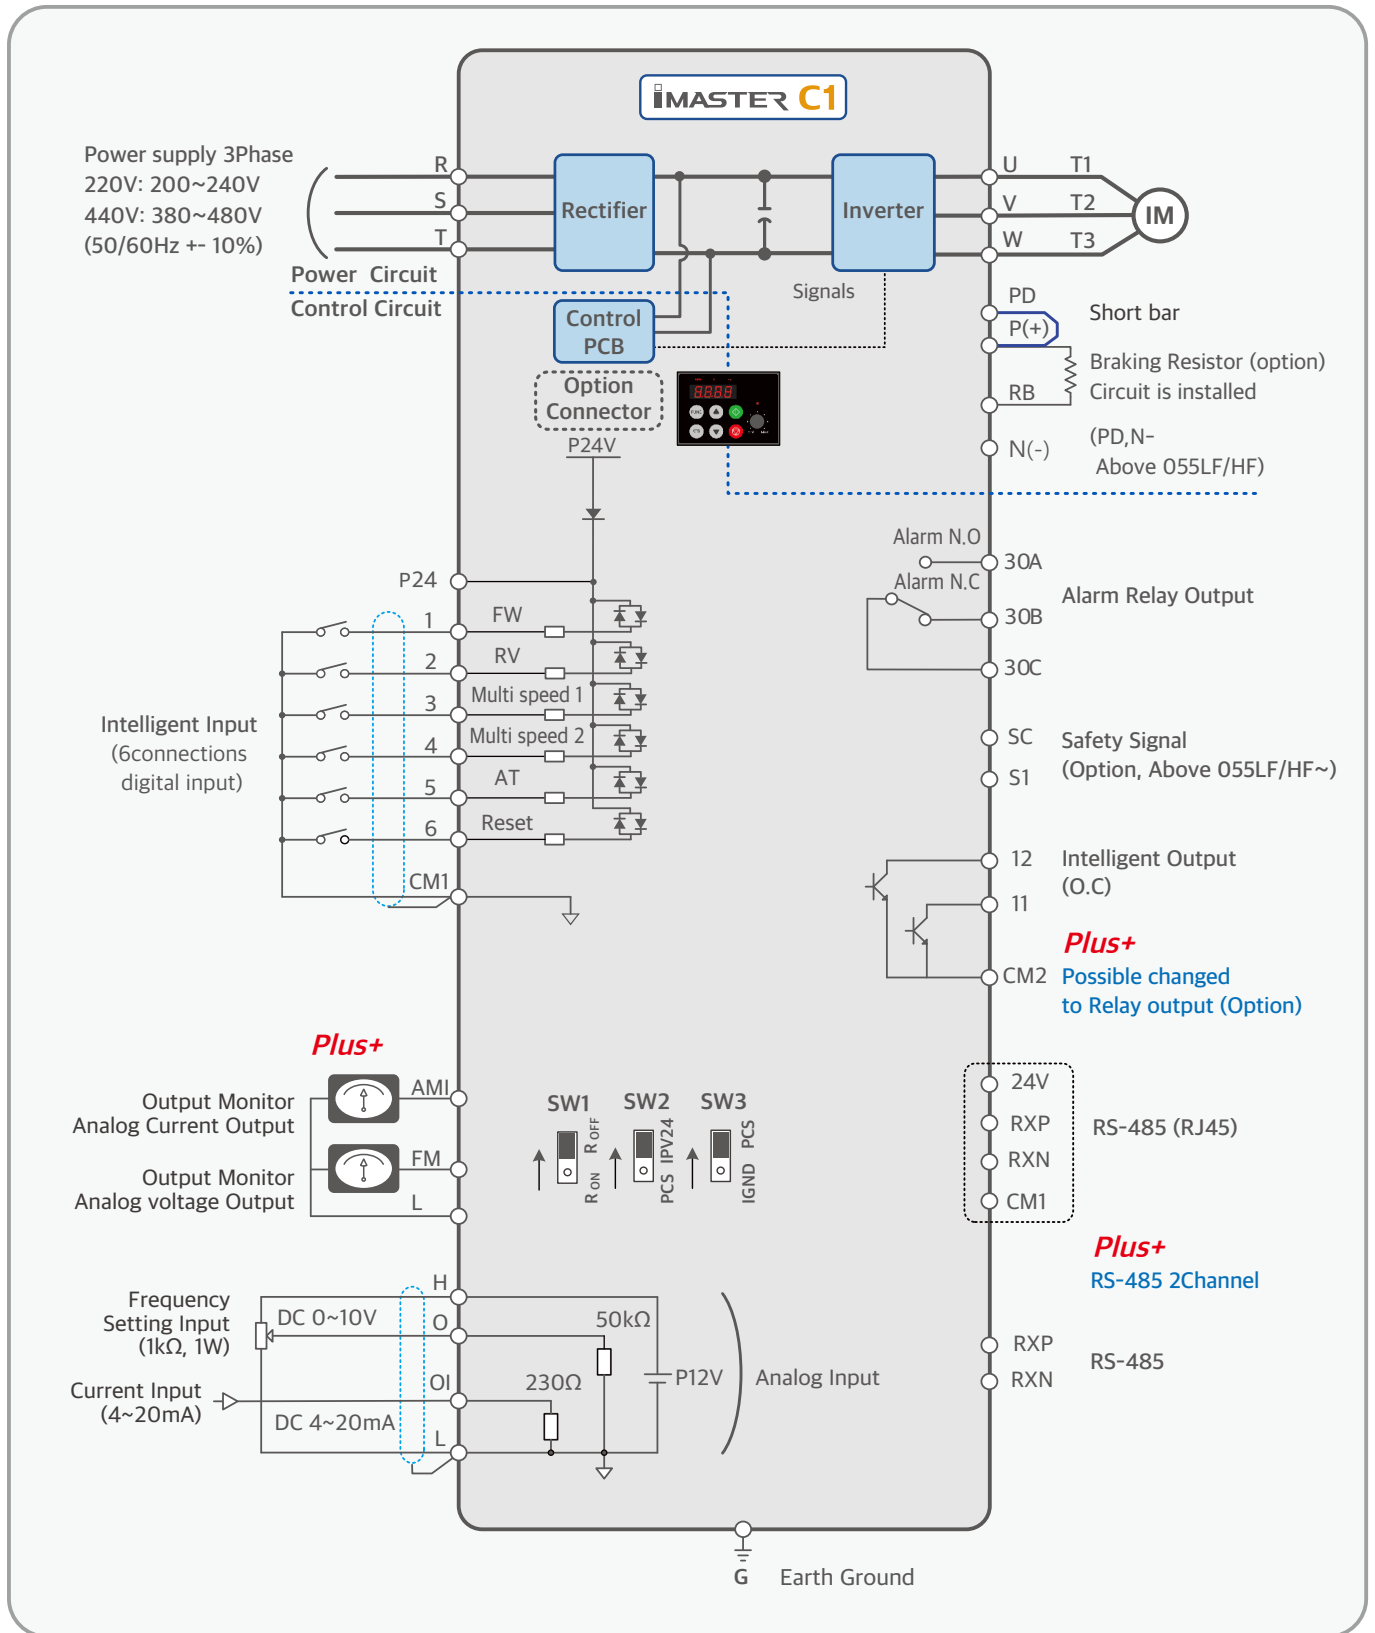 iMASTER C1
Power supply 3Phase
220V: 200~240V
440V: 380~480V
(50/60Hz +- 10%)
R
S
T
Rectifier
Inverter
U T1
V T2
W T3
IM
Power Circuit
Control Circuit
Signals
Control
PCB
Option
Connector
PD
P(+)
Short bar
Braking Resistor (option)
Circuit is installed
RB
N(-)
(PD,N-
Above 055LF/HF)
P24V
P24
1 FW
2 RV
3 Multi speed 1
4 Multi speed 2
5 AT
6 Reset
CM1
Intelligent Input
(6connections
digital input)
Alarm N.O
30A
Alarm N.C
30B
30C
Alarm Relay Output
SC
S1
Safety Signal
(Option, Above 055LF/HF~)
12
11
CM2
Intelligent Output
(O.C)
Plus+
Possible changed
to Relay output (Option)
Plus+
AMI
Output Monitor
Analog Current Output
FM
Output Monitor
Analog voltage Output
L
SW1
R OFF
R ON
SW2
IPV24
PCS
SW3
PCS
IGND
24V
RXP
RXN
CM1
RS-485 (RJ45)
Plus+
RS-485 2Channel
RXP
RXN
RS-485
Frequency
Setting Input
(1kΩ, 1W)
H
DC 0~10V
O
50kΩ
Current Input
(4~20mA)
OI
DC 4~20mA
230Ω
L
P12V
Analog Input
G
Earth Ground